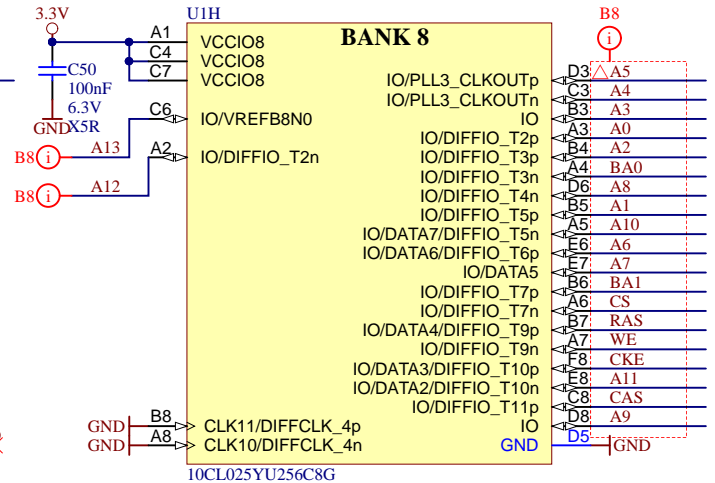 3.3V
U1H
B8
BANK 8
A1 VCCIO8
C4 VCCIO8
C7 VCCIO8
C50
100nF
6.3V
X5R
GND
C6 IO/VREFB8N0
B8 i A13
A2 IO/DIFFIO_T2n
B8 i A12
i
IO/PLL3_CLKOUTp D3 A5
IO/PLL3_CLKOUTn C3 A4
IO B3 A3
IO/DIFFIO_T2p A3 A0
IO/DIFFIO_T3p B4 A2
IO/DIFFIO_T3n A4 BA0
IO/DIFFIO_T4n D6 A8
IO/DIFFIO_T5p B5 A1
IO/DATA7/DIFFIO_T5n A5 A10
IO/DATA6/DIFFIO_T6p E6 A6
IO/DATA5 E7 A7
IO/DIFFIO_T7p B6 BA1
IO/DIFFIO_T7n A6 CS
IO/DATA4/DIFFIO_T9p B7 RAS
IO/DIFFIO_T9n A7 WE
IO/DATA3/DIFFIO_T10p F8 CKE
IO/DATA2/DIFFIO_T10n E8 A11
IO/DIFFIO_T11p C8 CAS
IO D8 A9
GND B8 CLK11/DIFFCLK_4p
GND A8 CLK10/DIFFCLK_4n
GND D5 GND
10CL025YU256C8G